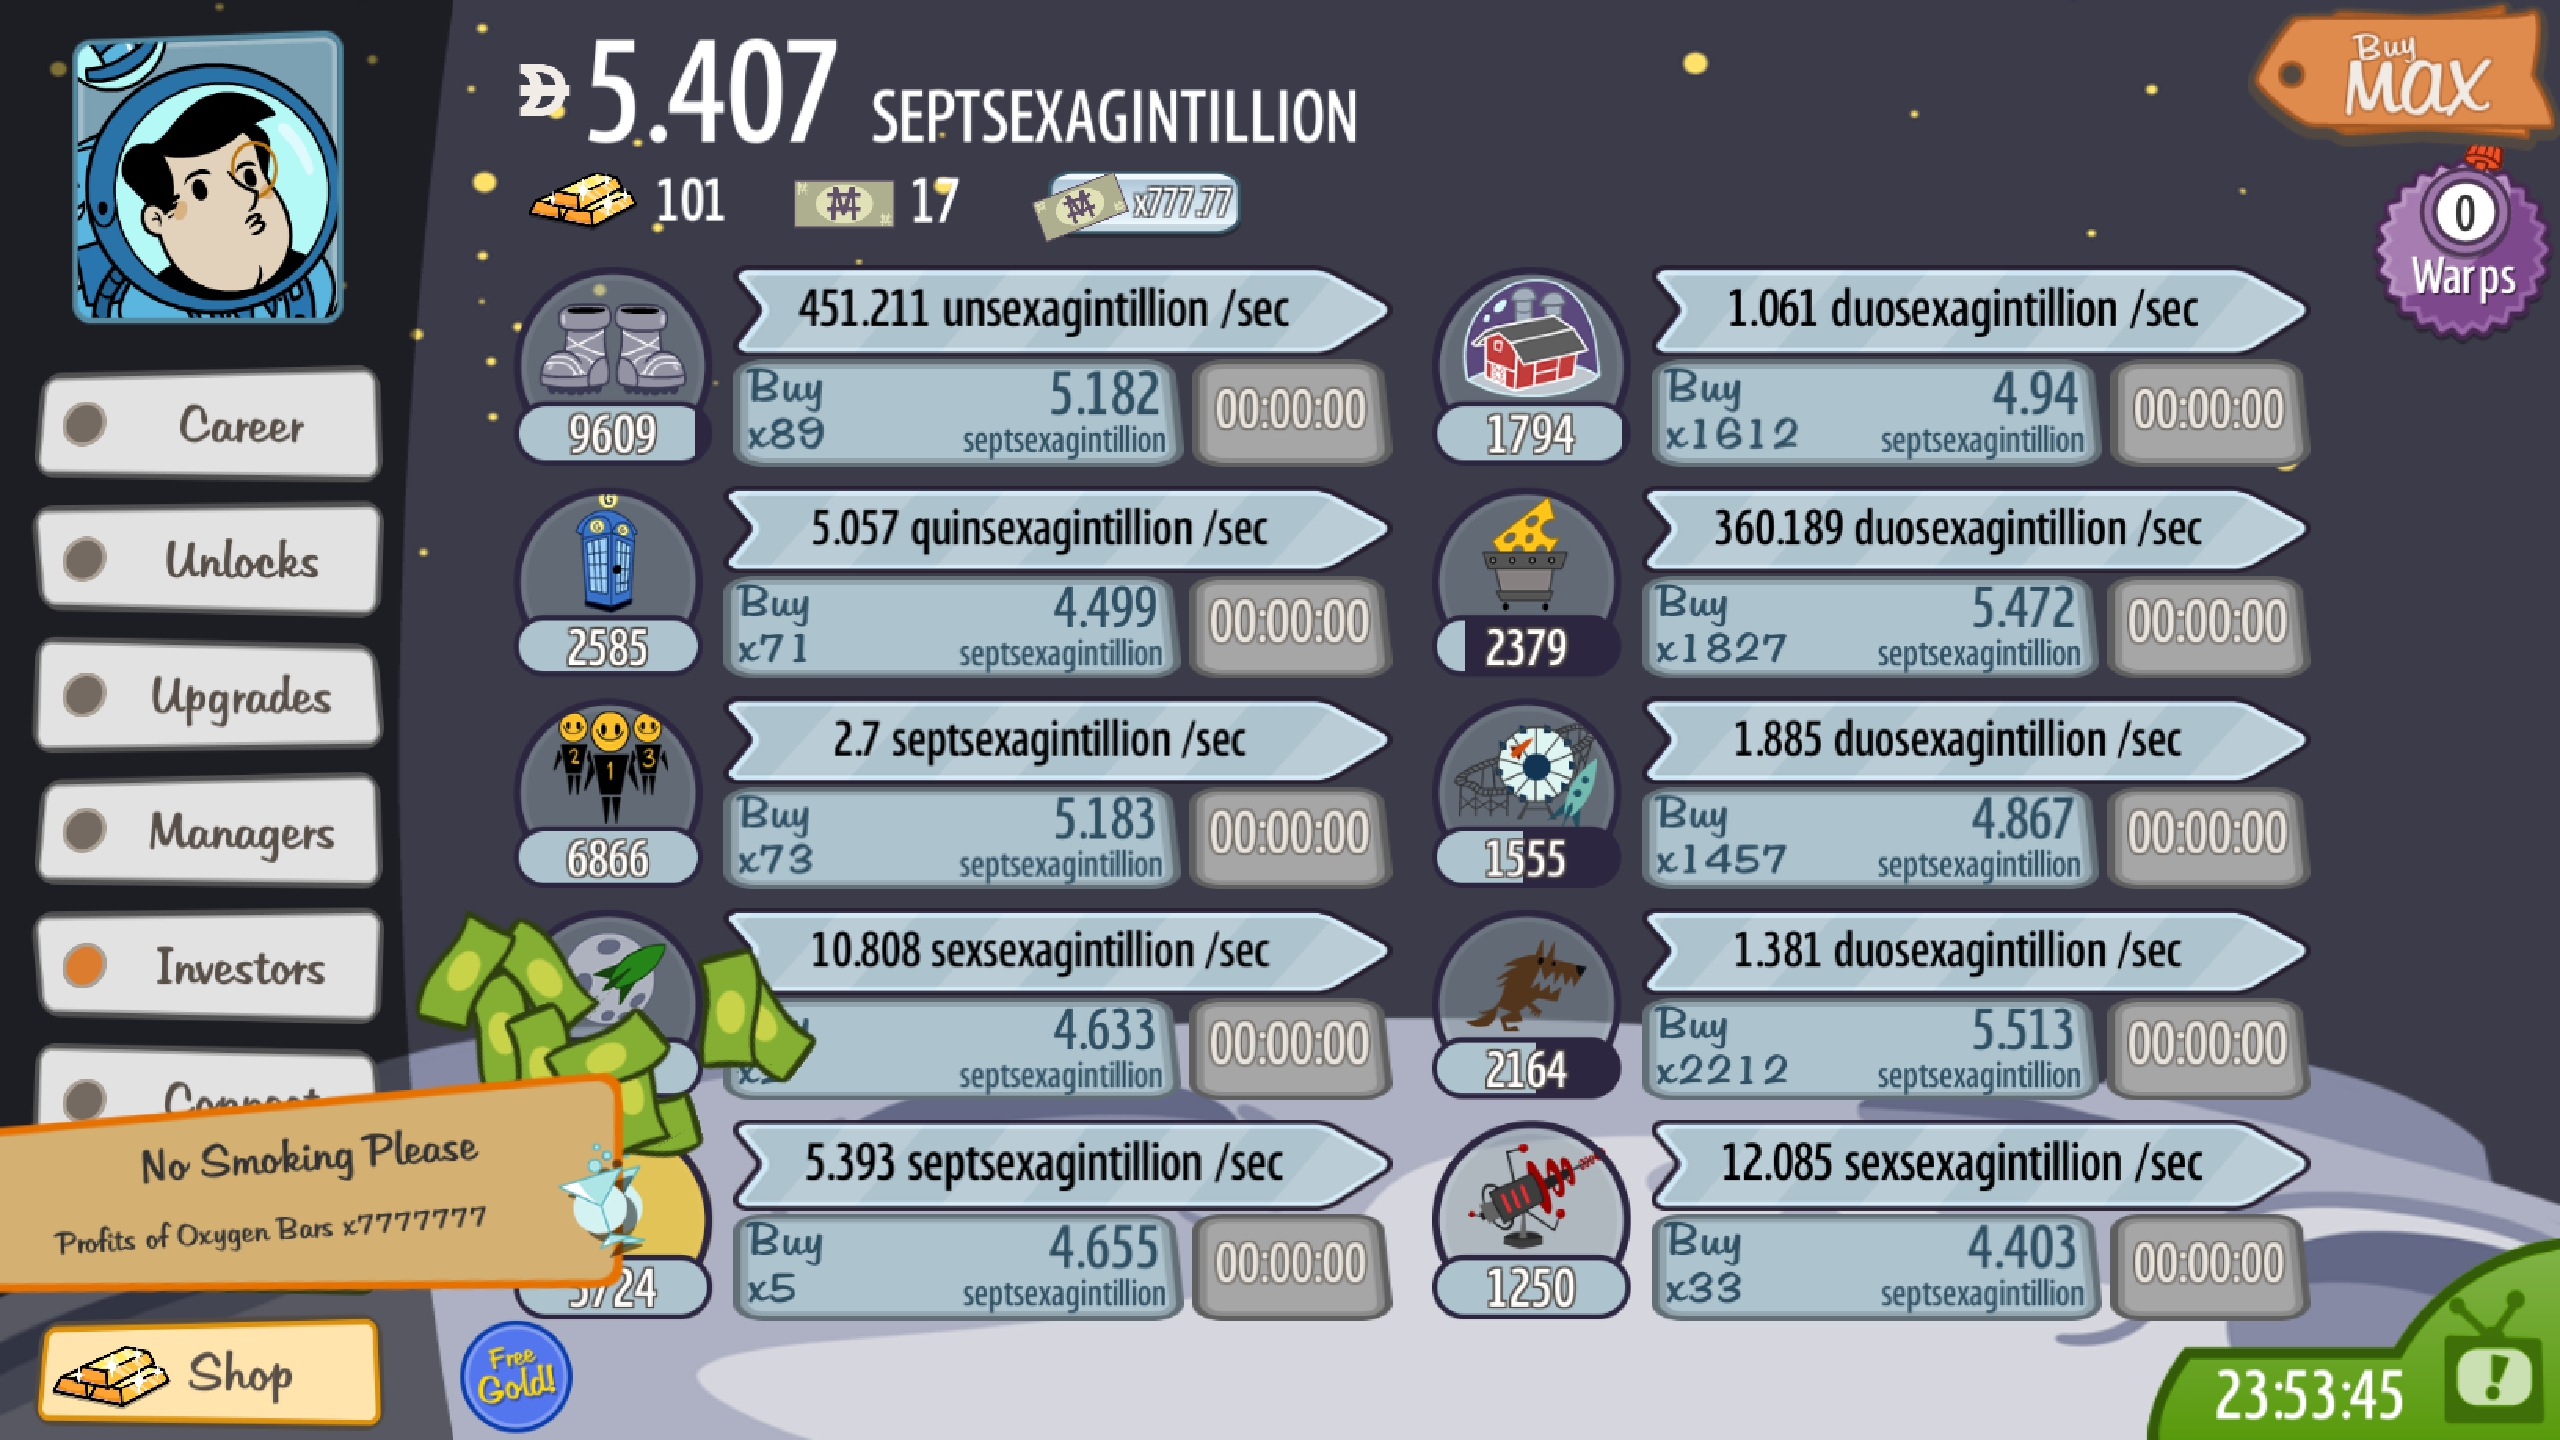 5.407 SEPTSEXAGINTILLION
Buy
MAX
101
17
x777.77
0
Warps
Career
Unlocks
Upgrades
Managers
Investors
451.211 unsexagintillion /sec
9609
Buy
x89
5.182
septsexagintillion
00:00:00
1.061 duosexagintillion /sec
1794
Buy
x1612
4.94
septsexagintillion
00:00:00
5.057 quinsexagintillion /sec
2585
Buy
x71
4.499
septsexagintillion
00:00:00
360.189 duosexagintillion /sec
2379
Buy
x1827
5.472
septsexagintillion
00:00:00
2
1
3
2.7 septsexagintillion /sec
6866
Buy
x73
5.183
septsexagintillion
00:00:00
1.885 duosexagintillion /sec
1555
Buy
x1457
4.867
septsexagintillion
00:00:00
10.808 sexsexagintillion /sec
4.633
septsexagintillion
00:00:00
1.381 duosexagintillion /sec
2164
Buy
x2212
5.513
septsexagintillion
00:00:00
No Smoking Please
Profits of Oxygen Bars x7777777
5.393 septsexagintillion /sec
Buy
x5
4.655
septsexagintillion
00:00:00
12.085 sexsexagintillion /sec
1250
Buy
x33
4.403
septsexagintillion
00:00:00
Shop
Free
Gold!
23:53:45